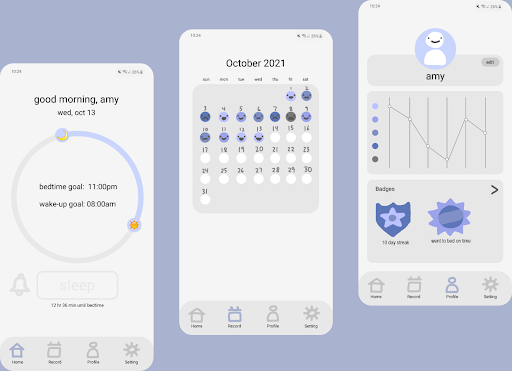 10:24
28%
good morning, amy
wed, oct 13
bedtime goal: 11:00pm
wake-up goal: 08:00am
sleep
12 hr 36 min until bedtime
Home
Record
Profile
Setting
10:24
28%
October 2021
sun mon tue wed thu fri sat
1 2
3 4 5 6 7 8 9
10 11 12 13 14 15 16
17 18 19 20 21 22 23
24 25 26 27 28 29 30
31
Home
Record
Profile
Setting
10:24
28%
edit
amy
Badges
10 day streak
went to bed on time
Home
Record
Profile
Setting